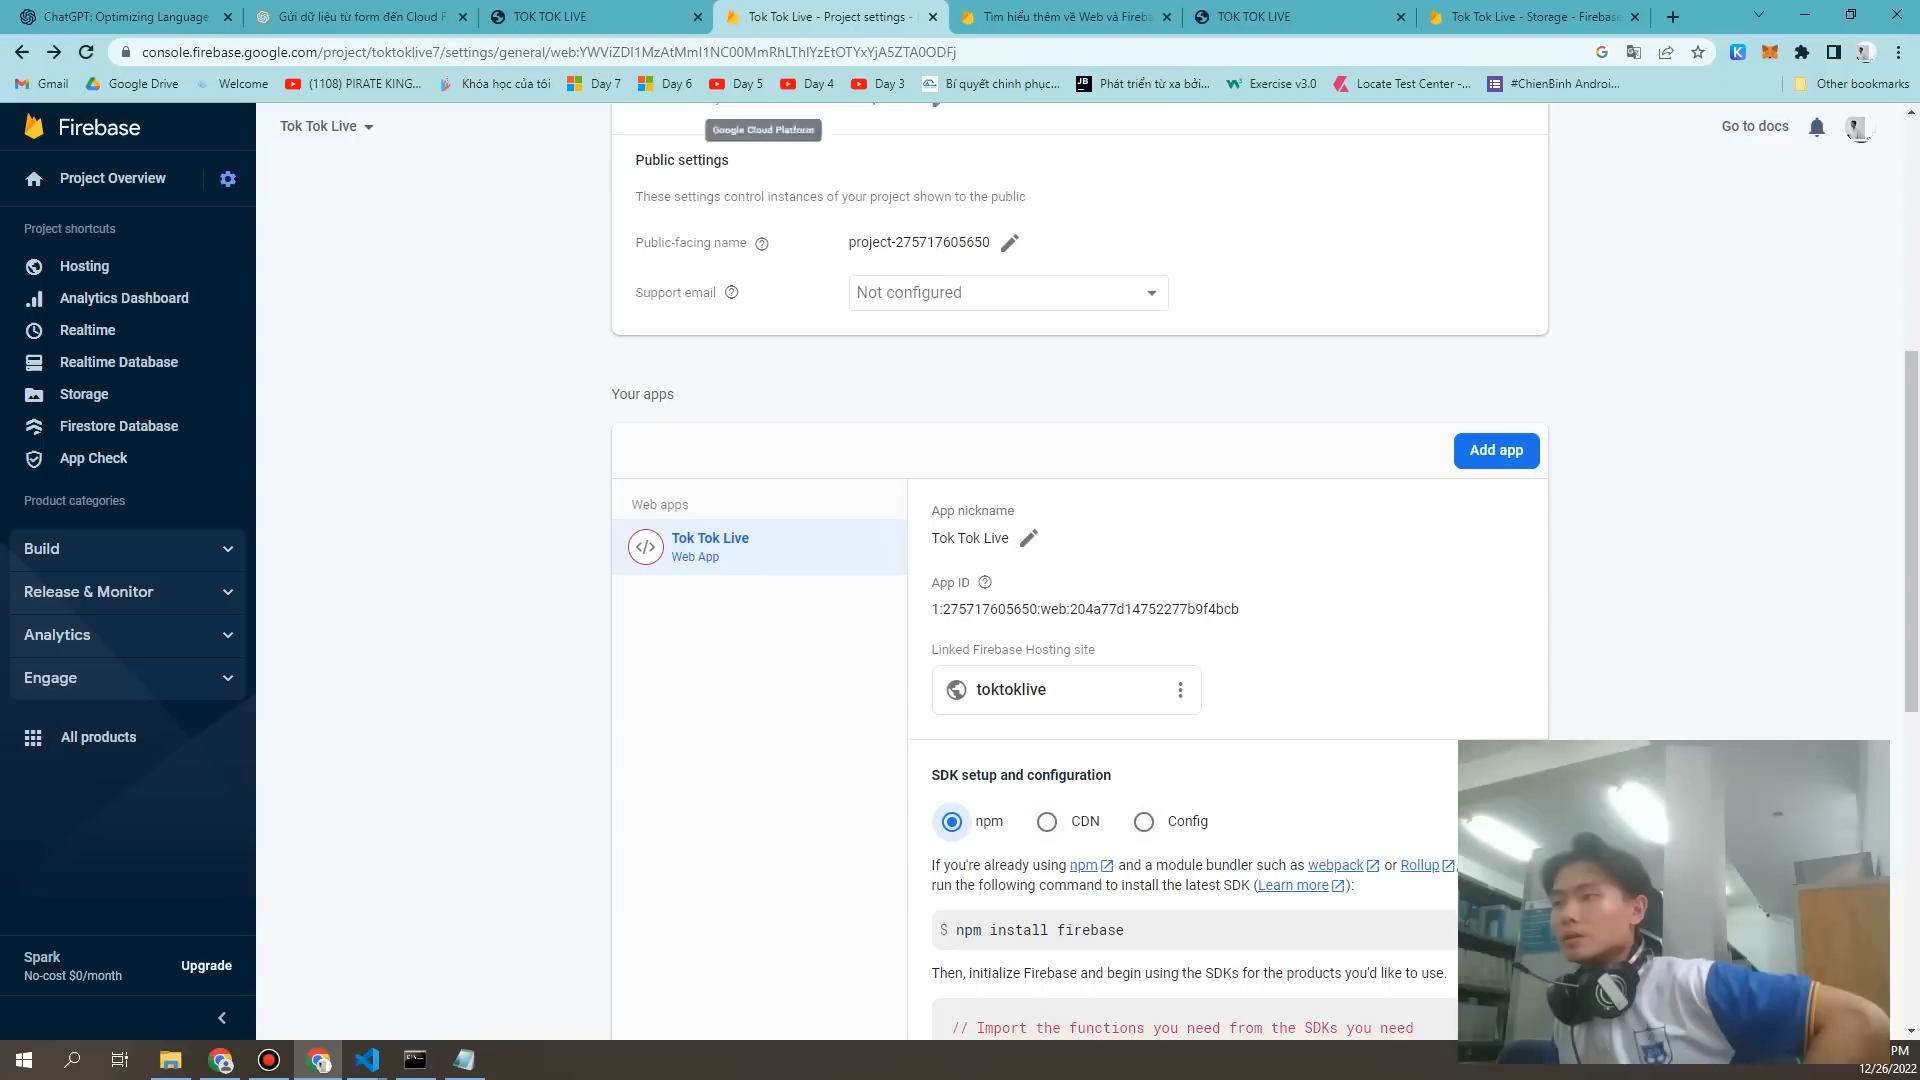 ChatGPT: Optimizing Language
Gửi dữ liệu từ form đến Cloud F
TOK TOK LIVE
Tok Tok Live - Project settings -
Tìm hiểu thêm về Web và Fireba
TOK TOK LIVE
Tok Tok Live - Storage - Firebase
console.firebase.google.com/project/toktoklive7/settings/general/web:YWViZDI1MzAtMmI1NC00MmRhLThlYzEtOTYxYjA5ZTA0ODFj
Gmail
Google Drive
Welcome
(1108) PIRATE KING...
Khóa học của tôi
Day 7
Day 6
Day 5
Day 4
Day 3
Bí quyết chinh phục...
Phát triển từ xa bởi...
Exercise v3.0
Locate Test Center -...
#ChienBinh Androi...
Other bookmarks
Firebase
Tok Tok Live
Google Cloud Platform
Go to docs
Project Overview
Project shortcuts
Hosting
Analytics Dashboard
Realtime
Realtime Database
Storage
Firestore Database
App Check
Product categories
Build
Release & Monitor
Analytics
Engage
All products
Spark
No-cost $0/month
Upgrade
Public settings
These settings control instances of your project shown to the public
Public-facing name
project-275717605650
Support email
Not configured
Your apps
Add app
Web apps
Tok Tok Live
Web App
App nickname
Tok Tok Live
App ID
1:275717605650:web:204a77d14752277b9f4bcb
Linked Firebase Hosting site
toktoklive
SDK setup and configuration
npm
CDN
Config
If you're already using npm and a module bundler such as webpack or Rollup,
run the following command to install the latest SDK (Learn more):
$ npm install firebase
Then, initialize Firebase and begin using the SDKs for the products you'd like to use.
// Import the functions you need from the SDKs you need
PM
12/26/2022